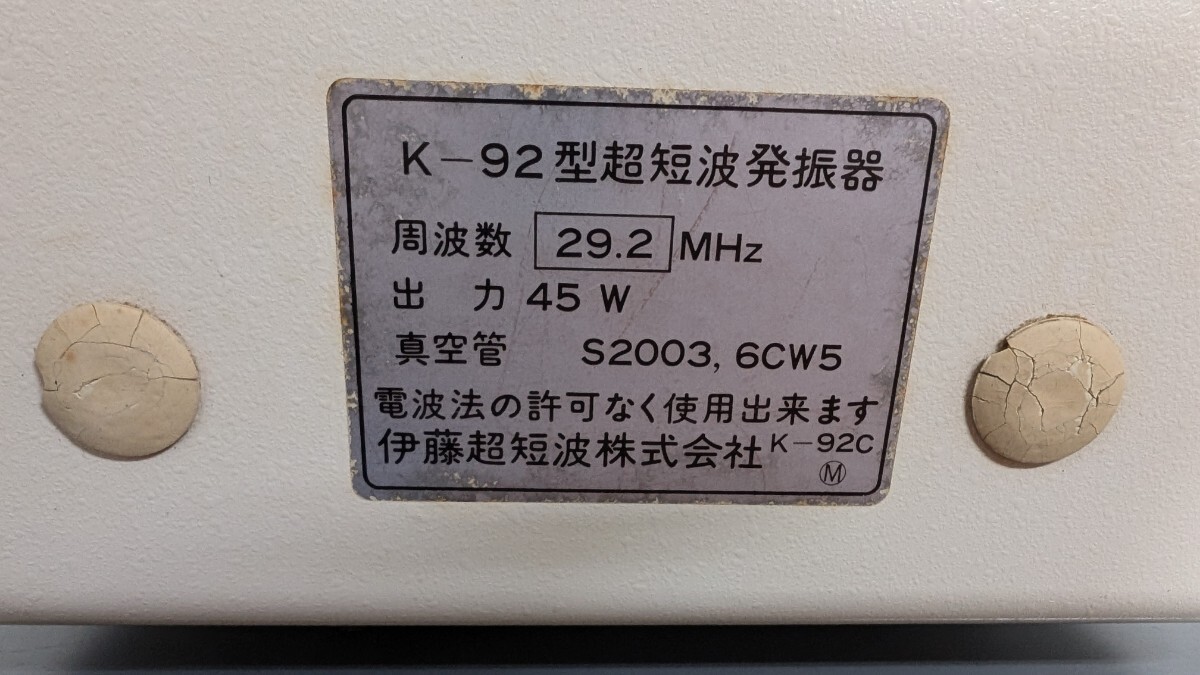 K-92型超短波発振器
周波数 29.2 MHz
出 力 45 W
真空管 S2003, 6CW5
電波法の許可なく使用出来ます
伊藤超短波株式会社 K-92C
Ⓜ